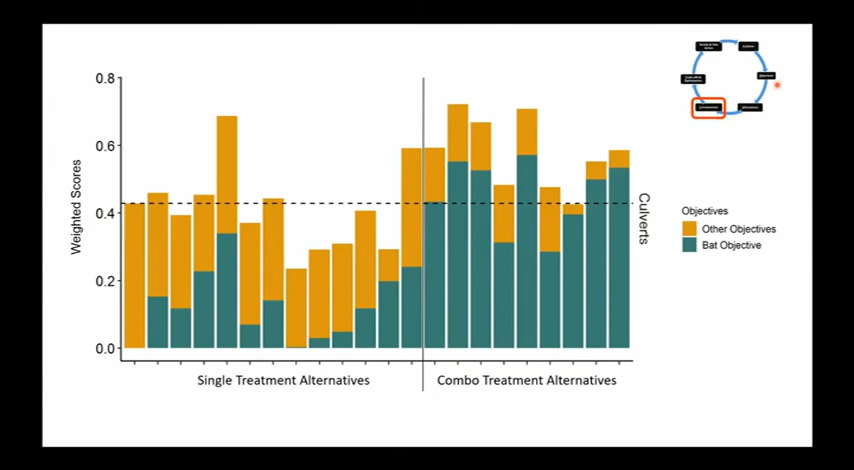 0.8
0.6
0.4
0.2
0.0
Weighted Scores
Single Treatment Alternatives
Combo Treatment Alternatives
Culverts
Objectives
Other Objectives
Bat Objective